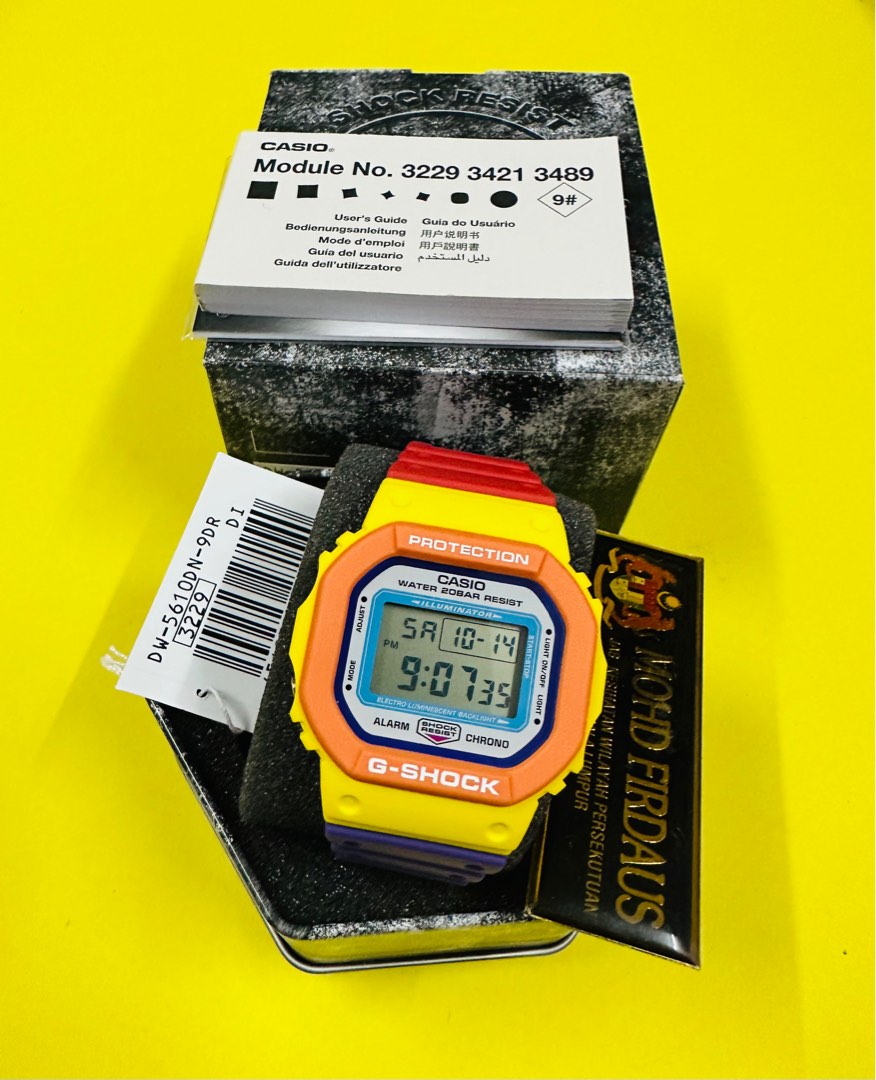 SHOCK RESIST
CASIO®
Module No. 3229 3421 3489
9#
User's Guide
Bedienungsanleitung
Mode d'emploi
Guía del usuario
Guida dell'utilizzatore
Guia do Usuário
用户说明书
用戶說明書
دليل المستخدم
DW-5610DN-9DR
DI
3229
PROTECTION
CASIO
WATER 20BAR RESIST
ILLUMINATOR
ADJUST
MODE
START·STOP
LIGHT ON/OFF
LIGHT
SA 10-14
PM 9:07 35
ELECTRO LUMINESCENT BACKLIGHT
ALARM
SHOCK
RESIST
CHRONO
G-SHOCK
MOHD FIRDAUS
WILAYAH PERSEKUTUAN